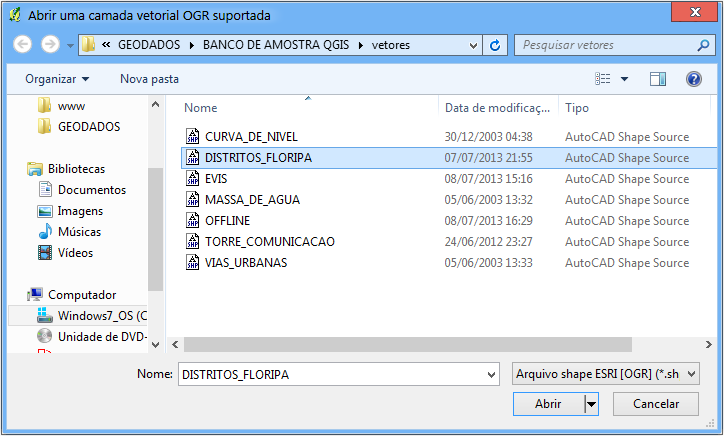 Abrir uma camada vetorial OGR suportada
« GEODADOS ▸ BANCO DE AMOSTRA QGIS ▸ vetores
Pesquisar vetores
Organizar
Nova pasta
www
GEODADOS
Bibliotecas
Documentos
Imagens
Músicas
Vídeos
Computador
Windows7_OS (C
Unidade de DVD-
Nome Data de modificaç... Tipo
CURVA_DE_NIVEL 30/12/2003 04:38 AutoCAD Shape Source
DISTRITOS_FLORIPA 07/07/2013 21:55 AutoCAD Shape Source
EVIS 08/07/2013 15:16 AutoCAD Shape Source
MASSA_DE_AGUA 05/06/2003 13:32 AutoCAD Shape Source
OFFLINE 08/07/2013 16:29 AutoCAD Shape Source
TORRE_COMUNICACAO 24/06/2012 23:27 AutoCAD Shape Source
VIAS_URBANAS 05/06/2003 13:33 AutoCAD Shape Source
Nome: DISTRITOS_FLORIPA
Arquivo shape ESRI [OGR] (*.sh
Abrir
Cancelar